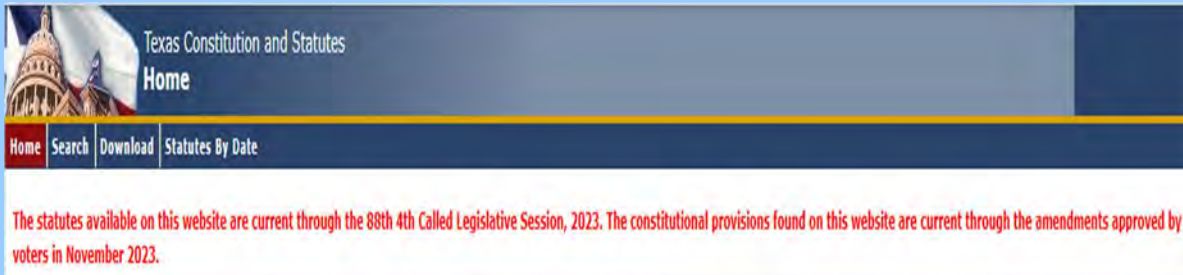 Texas Constitution and Statutes
Home
Home Search Download Statutes By Date
The statutes available on this website are current through the 88th 4th Called Legislative Session, 2023. The constitutional provisions found on this website are current through the amendments approved by
voters in November 2023.